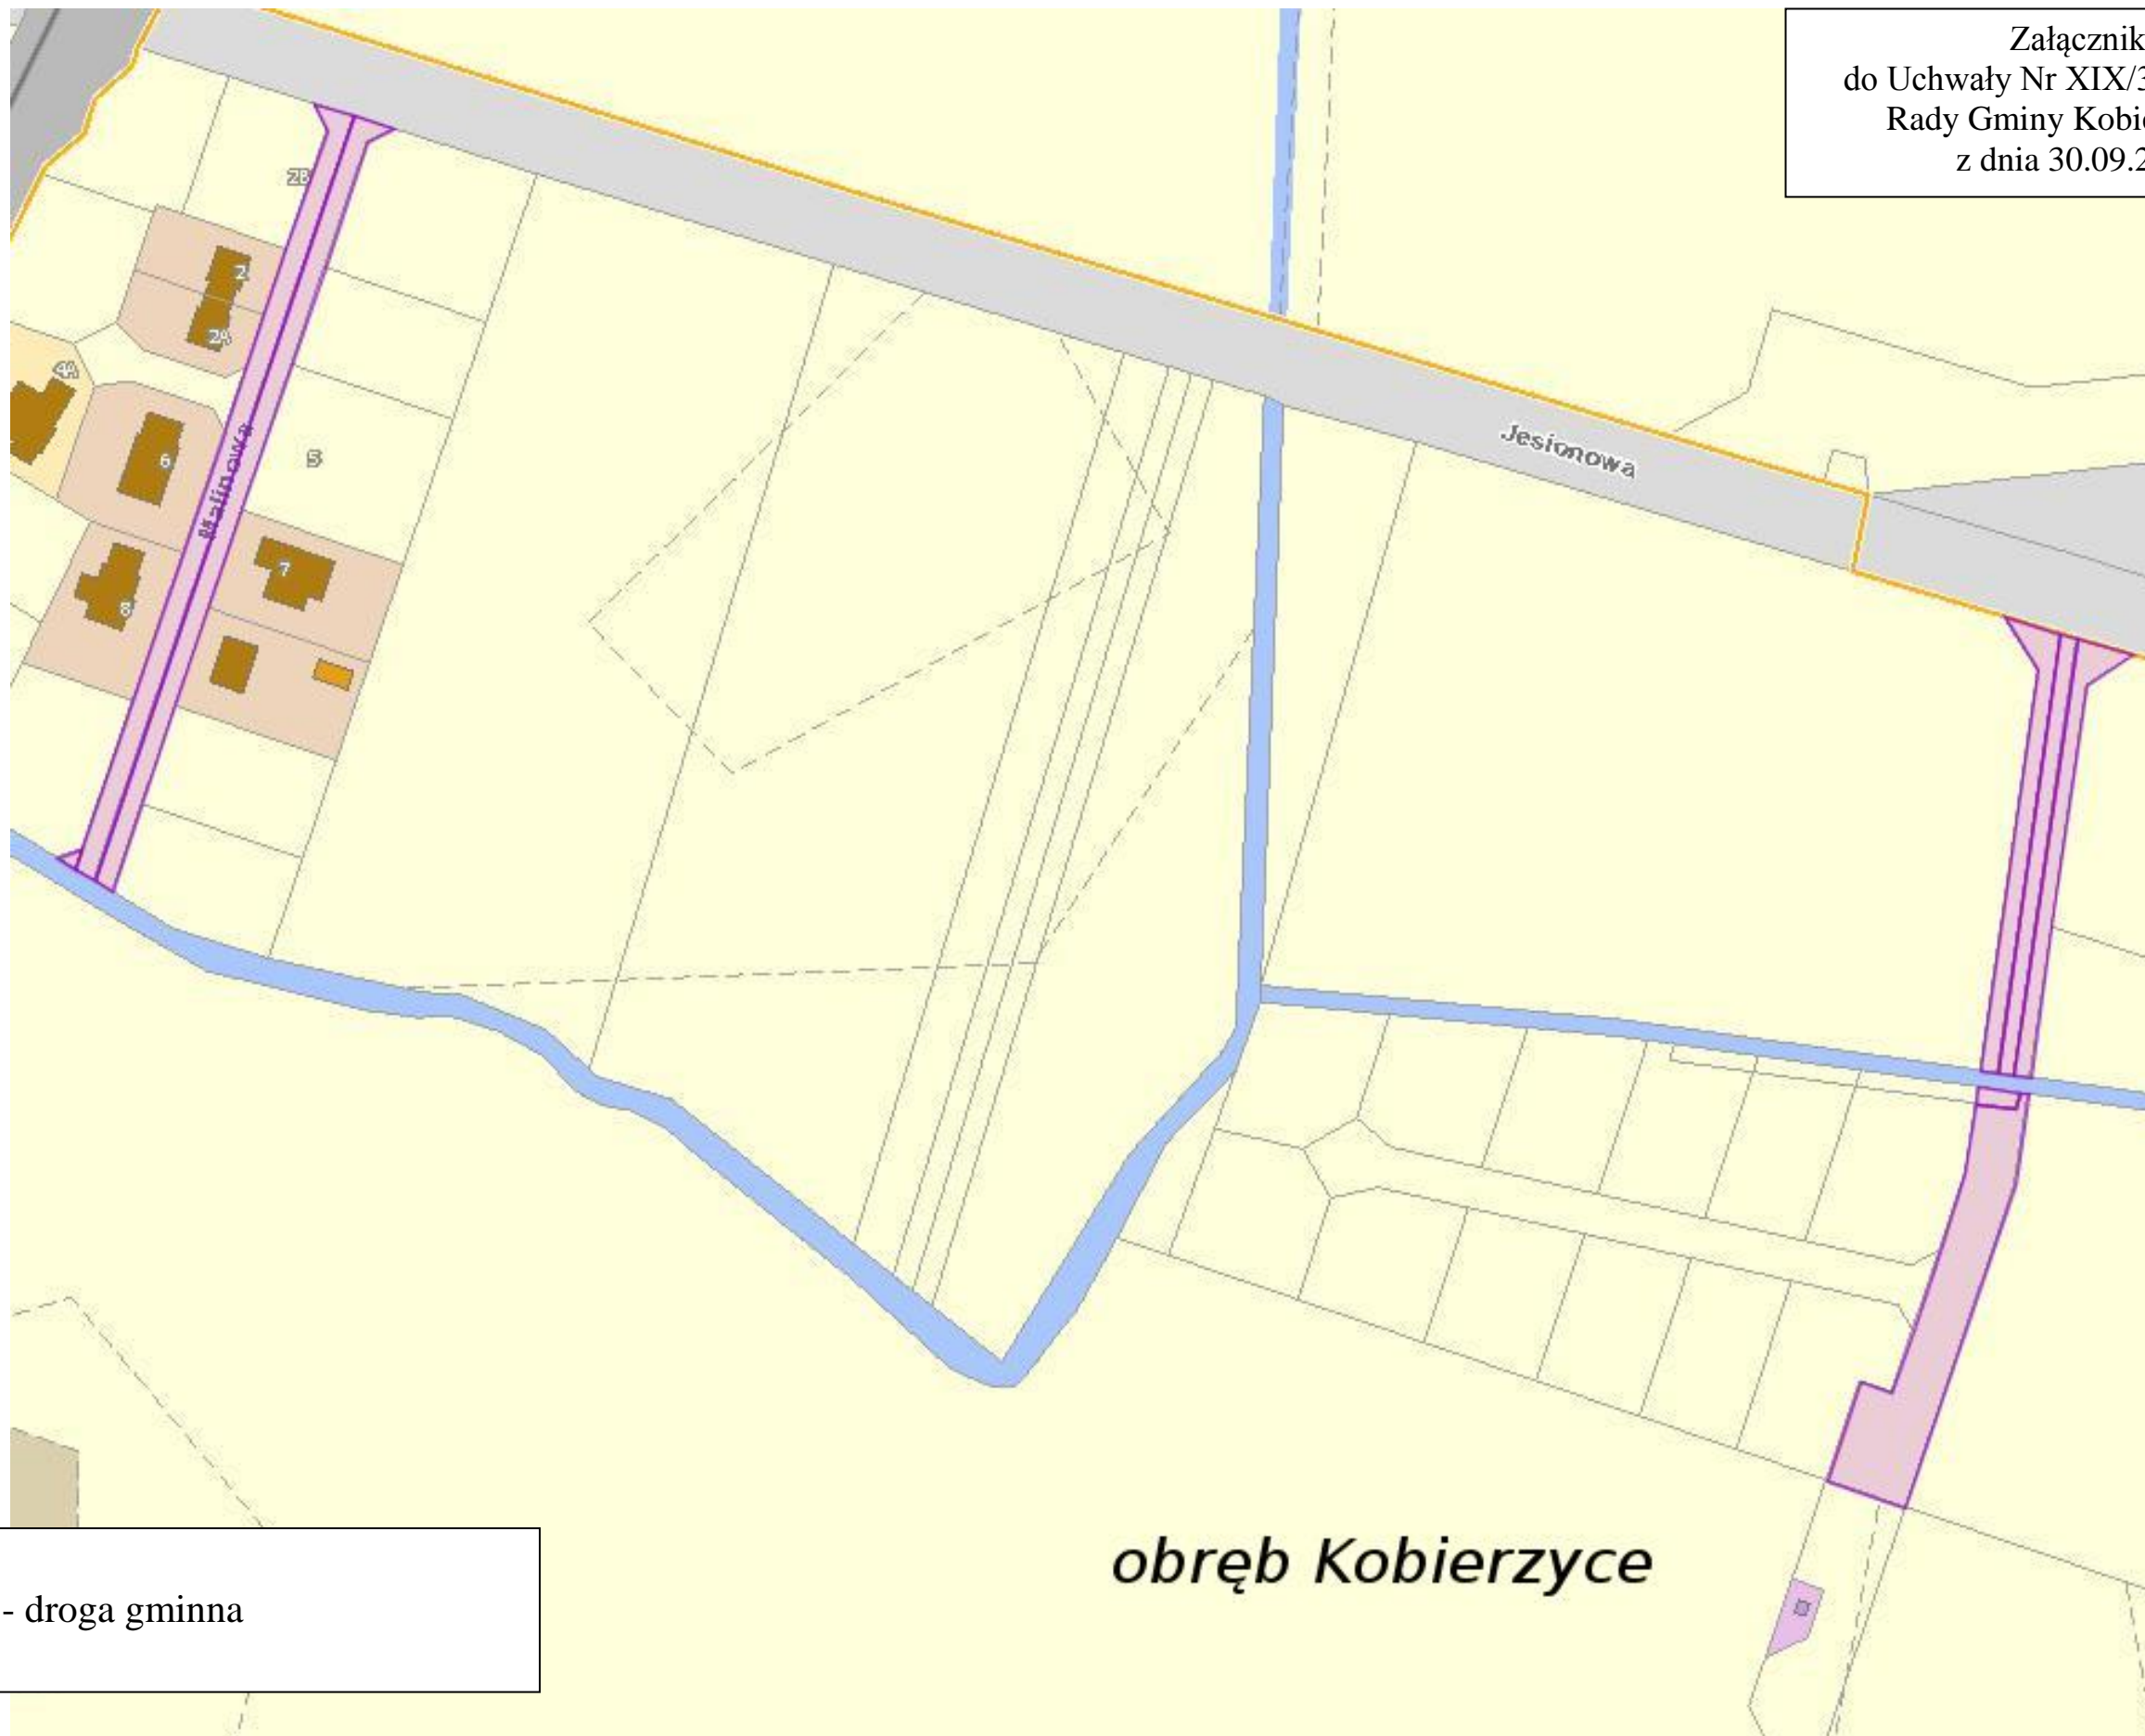 Załącznik
do Uchwały Nr XIX/3
Rady Gminy Kobie
z dnia 30.09.2
2B
2
2A
4A
6
5
Malinowa
7
8
Jesionowa
obręb Kobierzyce
- droga gminna